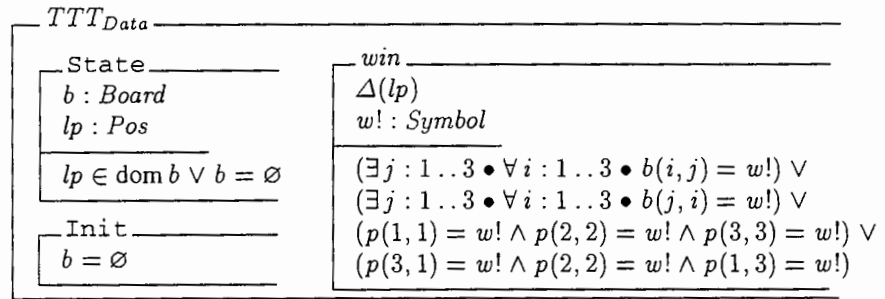 TTT_Data
State
b : Board
lp : Pos
lp ∈ dom b ∨ b = ∅
Init
b = ∅
win
Δ(lp)
w! : Symbol
(∃ j : 1 .. 3 • ∀ i : 1 .. 3 • b(i, j) = w!) ∨
(∃ j : 1 .. 3 • ∀ i : 1 .. 3 • b(j, i) = w!) ∨
(p(1, 1) = w! ∧ p(2, 2) = w! ∧ p(3, 3) = w!) ∨
(p(3, 1) = w! ∧ p(2, 2) = w! ∧ p(1, 3) = w!)